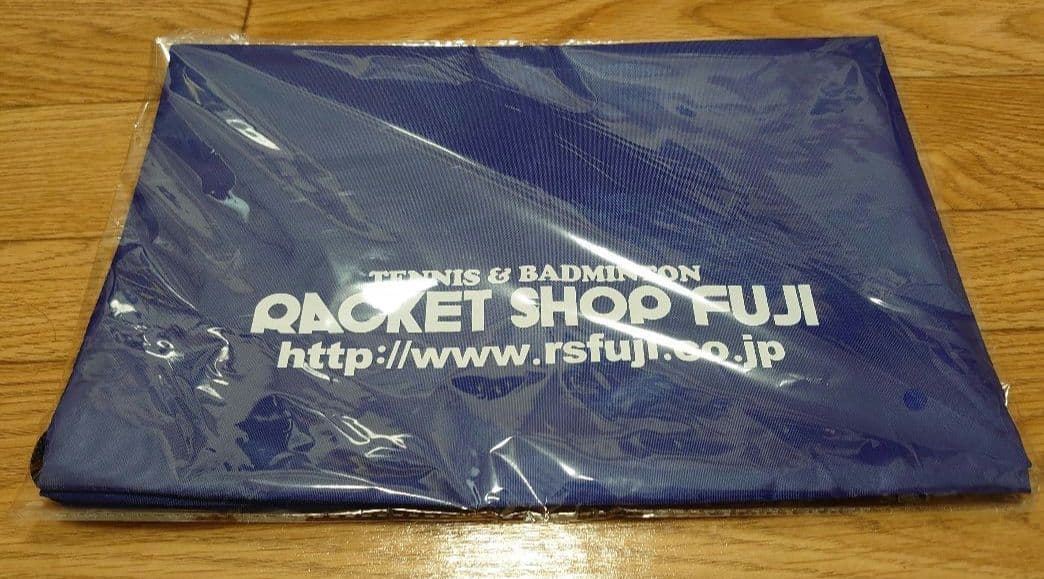 TENNIS & BADMINTON
RACKET SHOP FUJI
http://www.rsfuji.co.jp